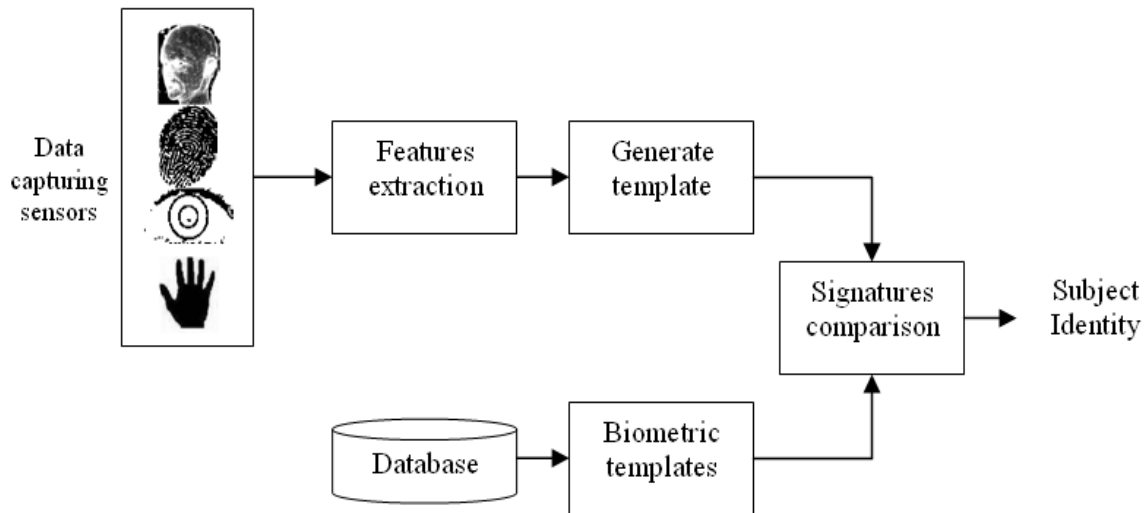 Data
capturing
sensors
Features
extraction
Generate
template
Signatures
comparison
Subject
Identity
Database
Biometric
templates